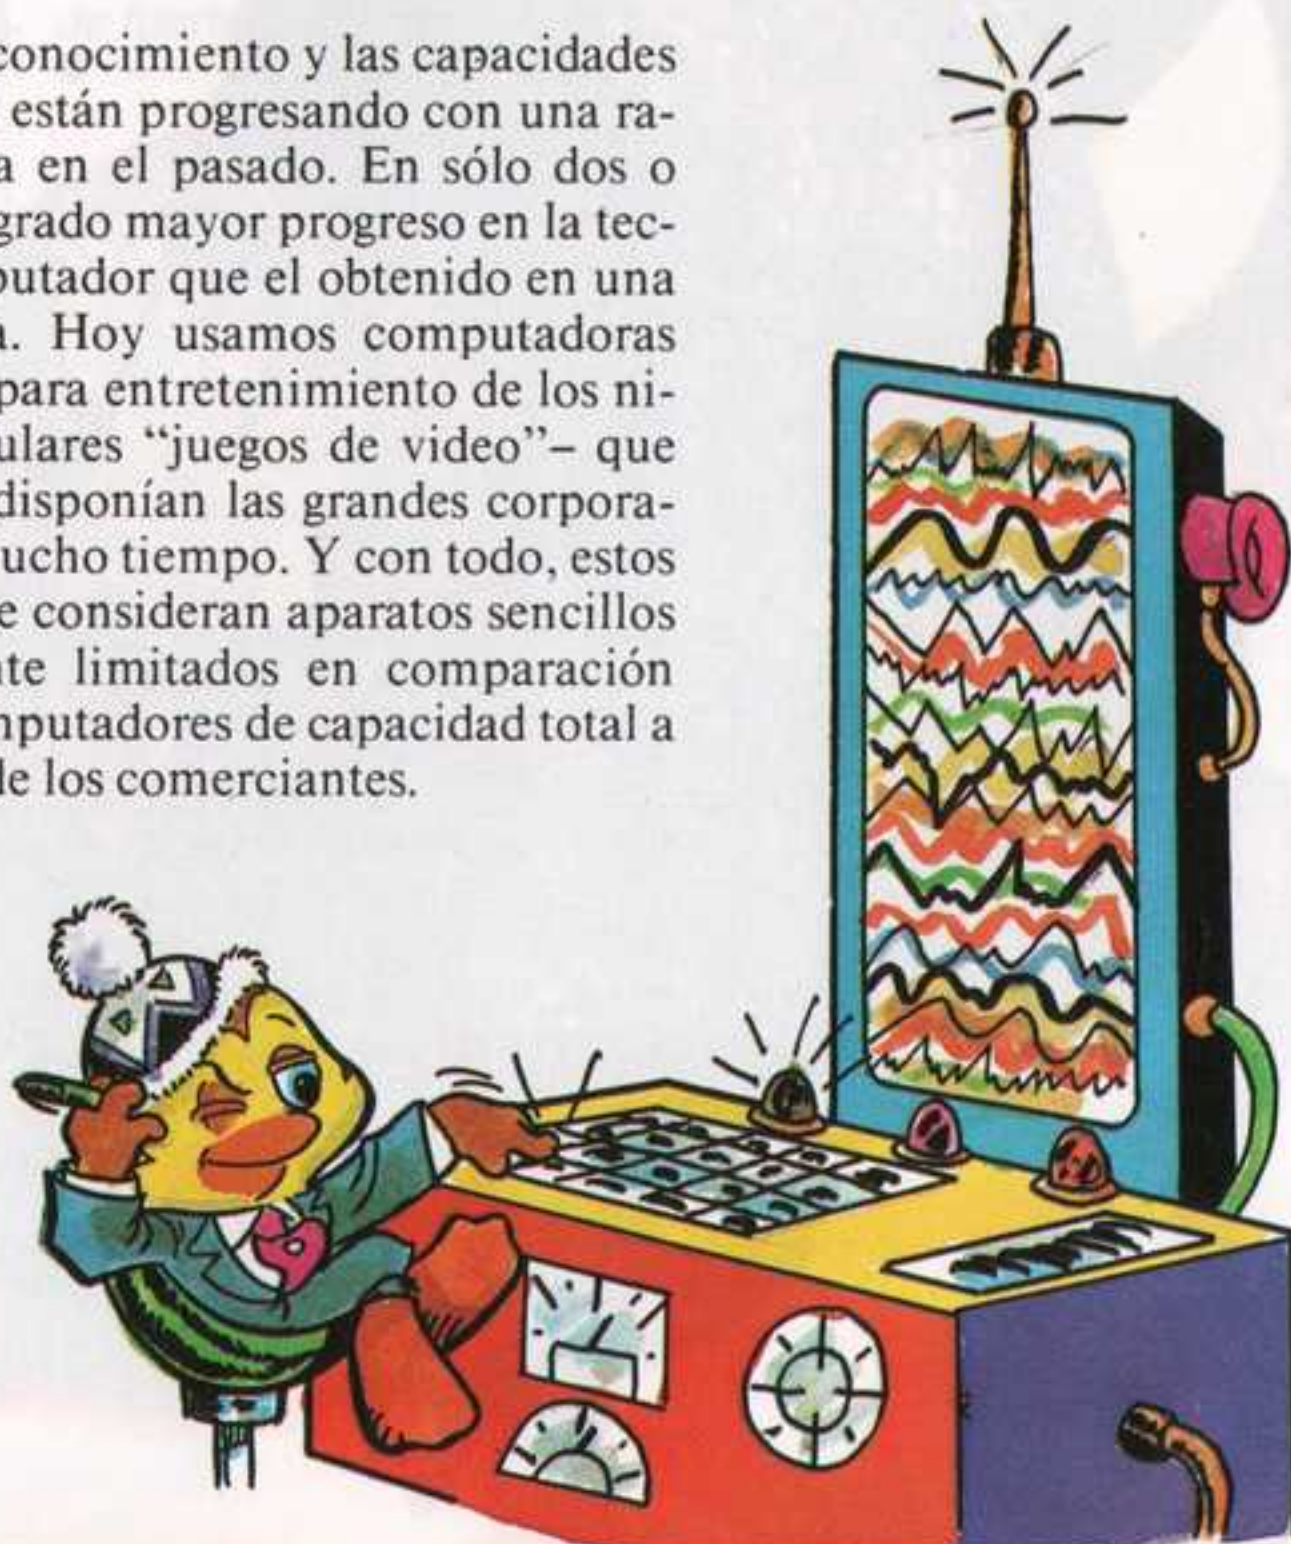 conocimiento y las capacidades
están progresando con una ra-
a en el pasado. En sólo dos o
grado mayor progreso en la tec-
putador que el obtenido en una
a. Hoy usamos computadoras
para entretenimiento de los ni-
ulares “juegos de video”– que
disponían las grandes corpora-
ucho tiempo. Y con todo, estos
e consideran aparatos sencillos
nte limitados en comparación
mputadores de capacidad total a
de los comerciantes.